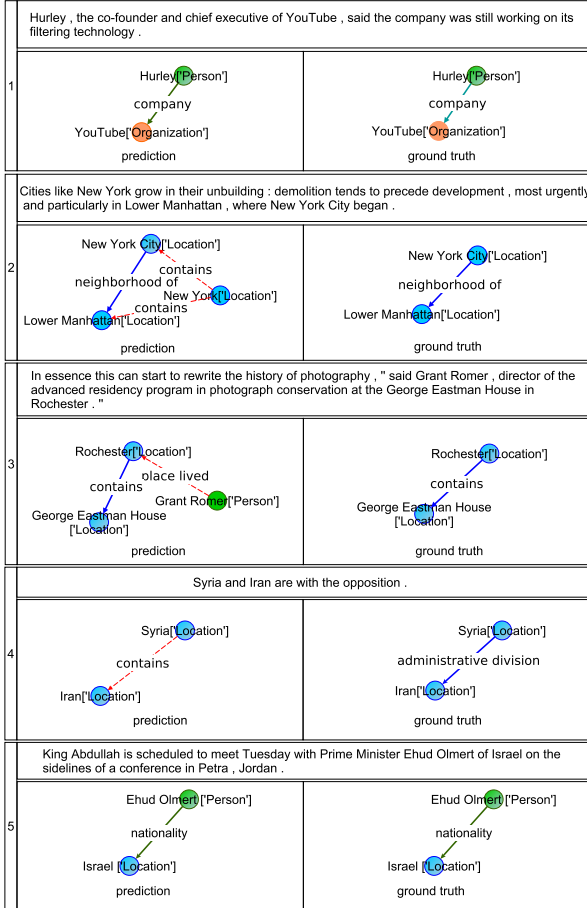 Hurley , the co-founder and chief executive of YouTube , said the company was still working on its
filtering technology .
1
Hurley['Person']
company
YouTube['Organization']
prediction
Hurley['Person']
company
YouTube['Organization']
ground truth
Cities like New York grow in their unbuilding : demolition tends to precede development , most urgently
and particularly in Lower Manhattan , where New York City began .
2
New York City['Location']
contains
neighborhood of
New York['Location']
contains
Lower Manhattan['Location']
prediction
New York City['Location']
neighborhood of
Lower Manhattan['Location']
ground truth
In essence this can start to rewrite the history of photography , " said Grant Romer , director of the
advanced residency program in photograph conservation at the George Eastman House in
Rochester . "
3
Rochester['Location']
place lived
contains
Grant Romer['Person']
George Eastman House
['Location']
prediction
Rochester['Location']
contains
George Eastman House
['Location']
ground truth
Syria and Iran are with the opposition .
4
Syria['Location']
contains
Iran['Location']
prediction
Syria['Location']
administrative division
Iran['Location']
ground truth
King Abdullah is scheduled to meet Tuesday with Prime Minister Ehud Olmert of Israel on the
sidelines of a conference in Petra , Jordan .
5
Ehud Olmert ['Person']
nationality
Israel ['Location']
prediction
Ehud Olmert ['Person']
nationality
Israel ['Location']
ground truth